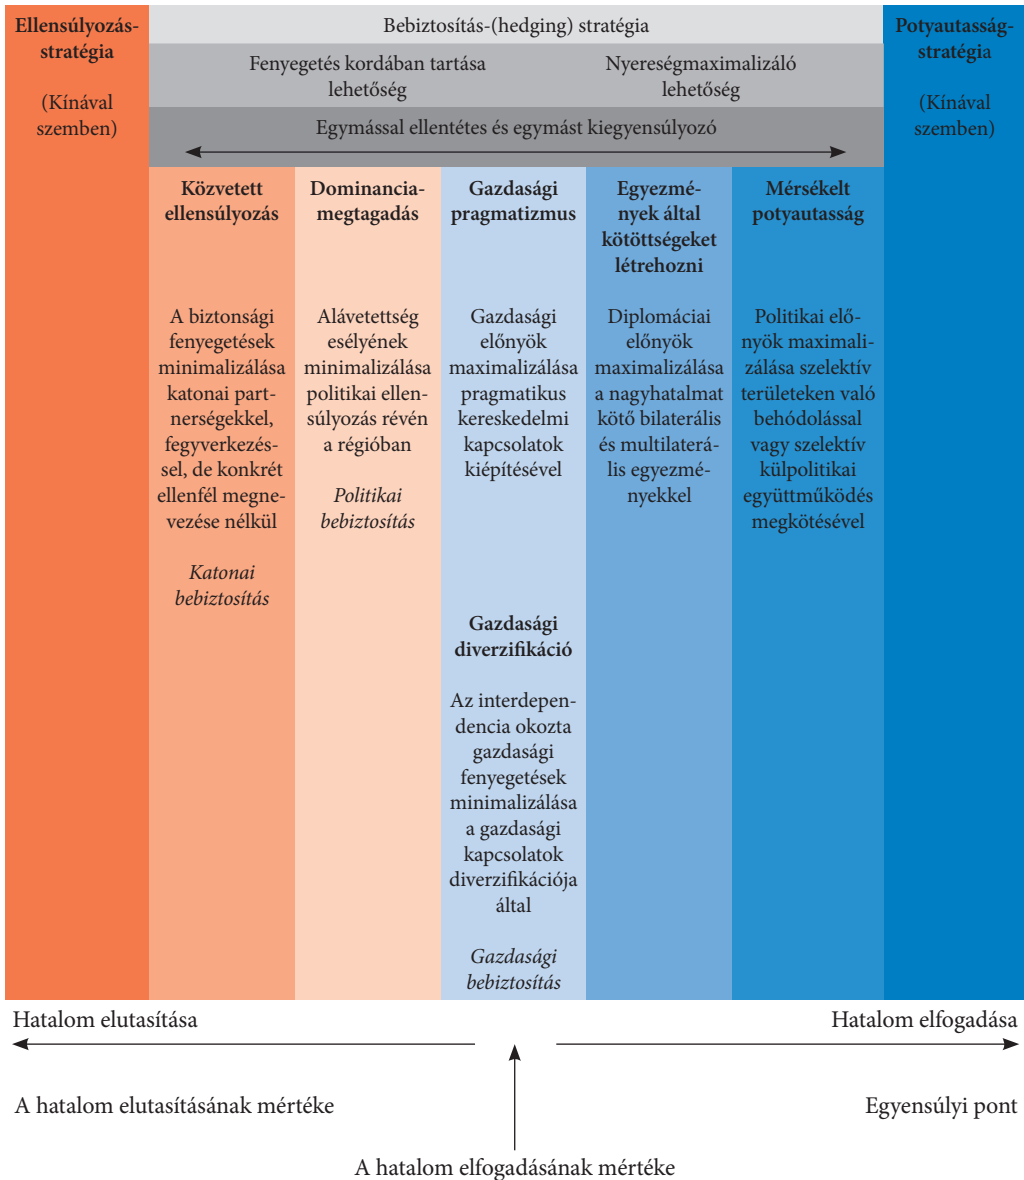 Ellensúlyozás-
stratégia
(Kínával
szemben)
Bebiztosítás-(hedging) stratégia
Fenyegetés kordában tartása
lehetőség
Nyereségmaximalizáló
lehetőség
Egymással ellentétes és egymást kiegyensúlyozó
Potyautasság-
stratégia
(Kínával
szemben)
Közvetett
ellensúlyozás
A biztonsági
fenyegetések
minimalizálása
katonai part-
nerségekkel,
fegyverkezés-
sel, de konkrét
ellenfél megne-
vezése nélkül
Katonai
bebiztosítás
Dominancia-
megtagadás
Alávetettség
esélyének
minimalizálása
politikai ellen-
súlyozás révén
a régióban
Politikai
bebiztosítás
Gazdasági
pragmatizmus
Gazdasági
előnyök
maximalizálása
pragmatikus
kereskedelmi
kapcsolatok
kiépítésével
Gazdasági
diverzifikáció
Az interdepen-
dencia okozta
gazdasági
fenyegetések
minimalizálása
a gazdasági
kapcsolatok
diverzifikációja
által
Gazdasági
bebiztosítás
Egyezmé-
nyek által
kötöttségeket
létrehozni
Diplomáciai
előnyök
maximalizálása
a nagyhatalmat
kötő bilaterális
és multilaterá-
lis egyezmé-
nyekkel
Mérsékelt
potyautasság
Politikai elő-
nyök maximali-
zálása szelektív
területeken való
behódolással
vagy szelektív
külpolitikai
együttműködés
megkötésével
Hatalom elutasítása
Hatalom elfogadása
A hatalom elutasításának mértéke
Egyensúlyi pont
A hatalom elfogadásának mértéke